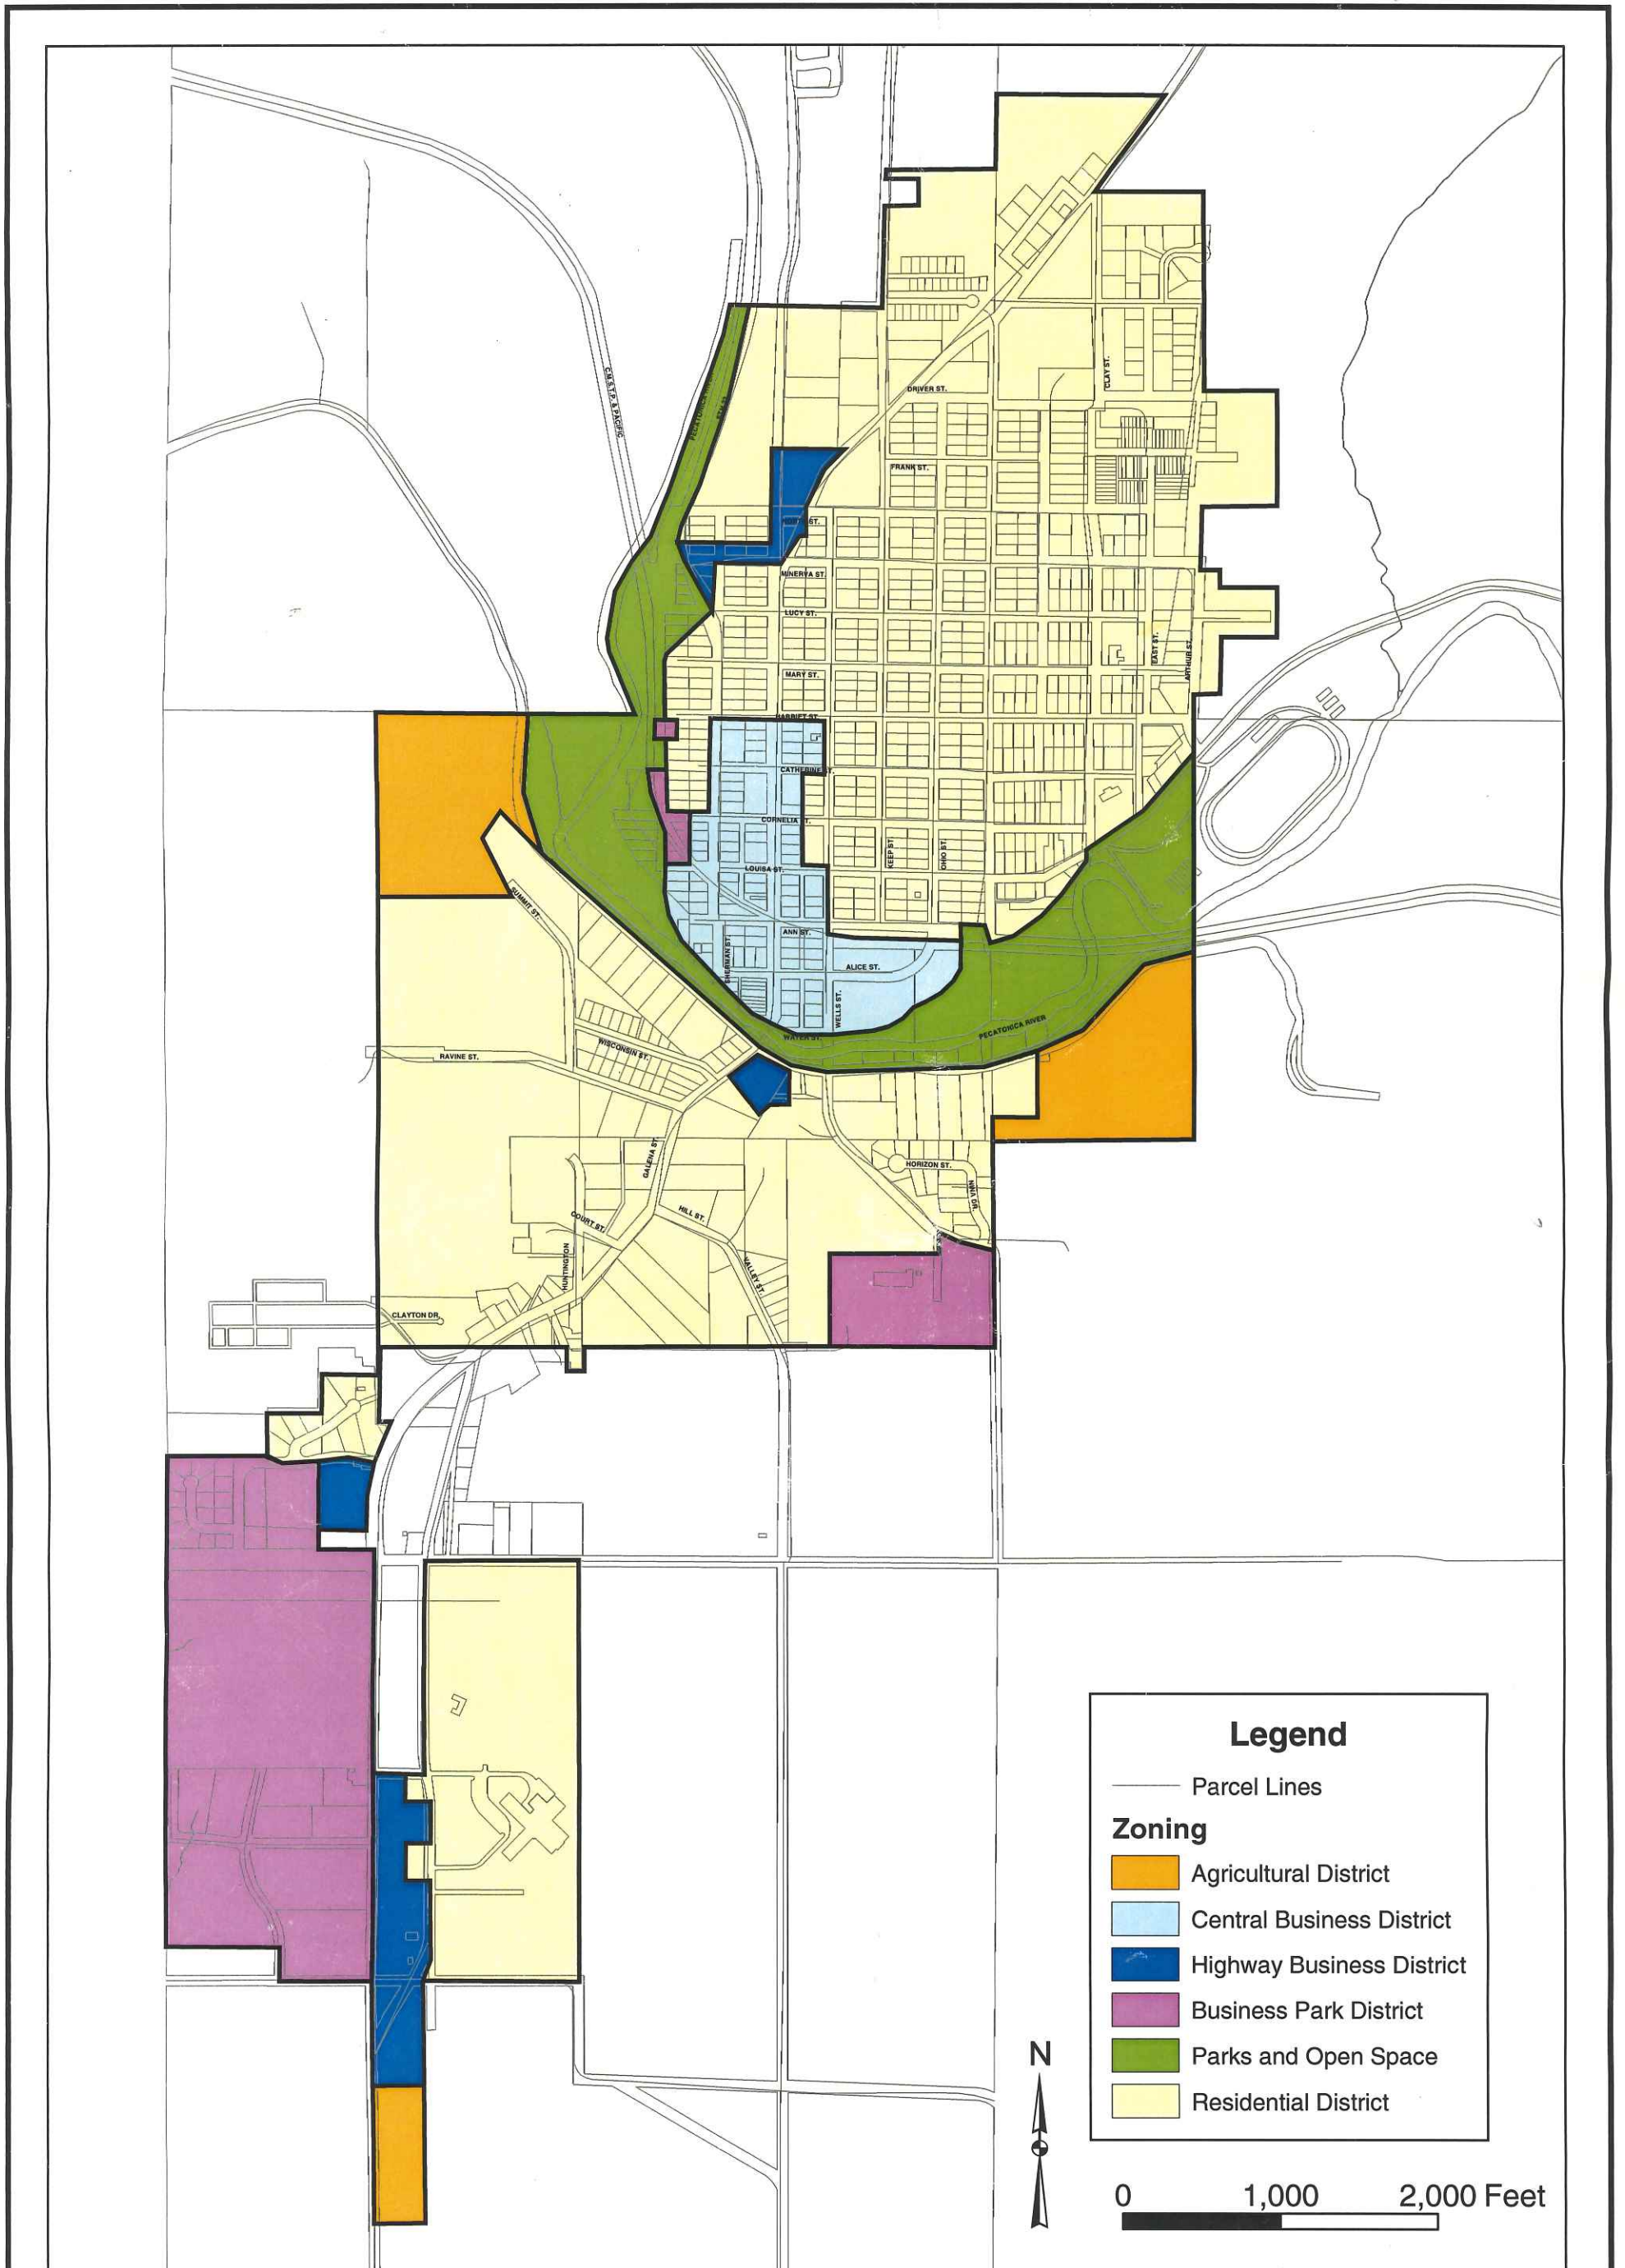 C.M.S.T.P. & PACIFIC
DRIVER ST.
CLAY ST.
FRANK ST.
MINERVA ST.
LUCY ST.
EAST ST.
ARTHUR ST.
MARY ST.
HARRIET ST.
CATHERINE ST.
CORNELIA ST.
KEEP ST.
OHIO ST.
LOUISA ST.
SUMMIT ST.
ANN ST.
SHERMAN ST.
ALICE ST.
WELLS ST.
WATER ST.
PECATONICA RIVER
RAVINE ST.
WISCONSIN ST.
GALENA ST.
HORIZON ST.
NINA DR.
COURT ST.
HILL ST.
HUNTINGTON
VALLEY ST.
CLAYTON DR.
Legend
Parcel Lines
Zoning
Agricultural District
Central Business District
Highway Business District
Business Park District
Parks and Open Space
Residential District
N
0 1,000 2,000 Feet